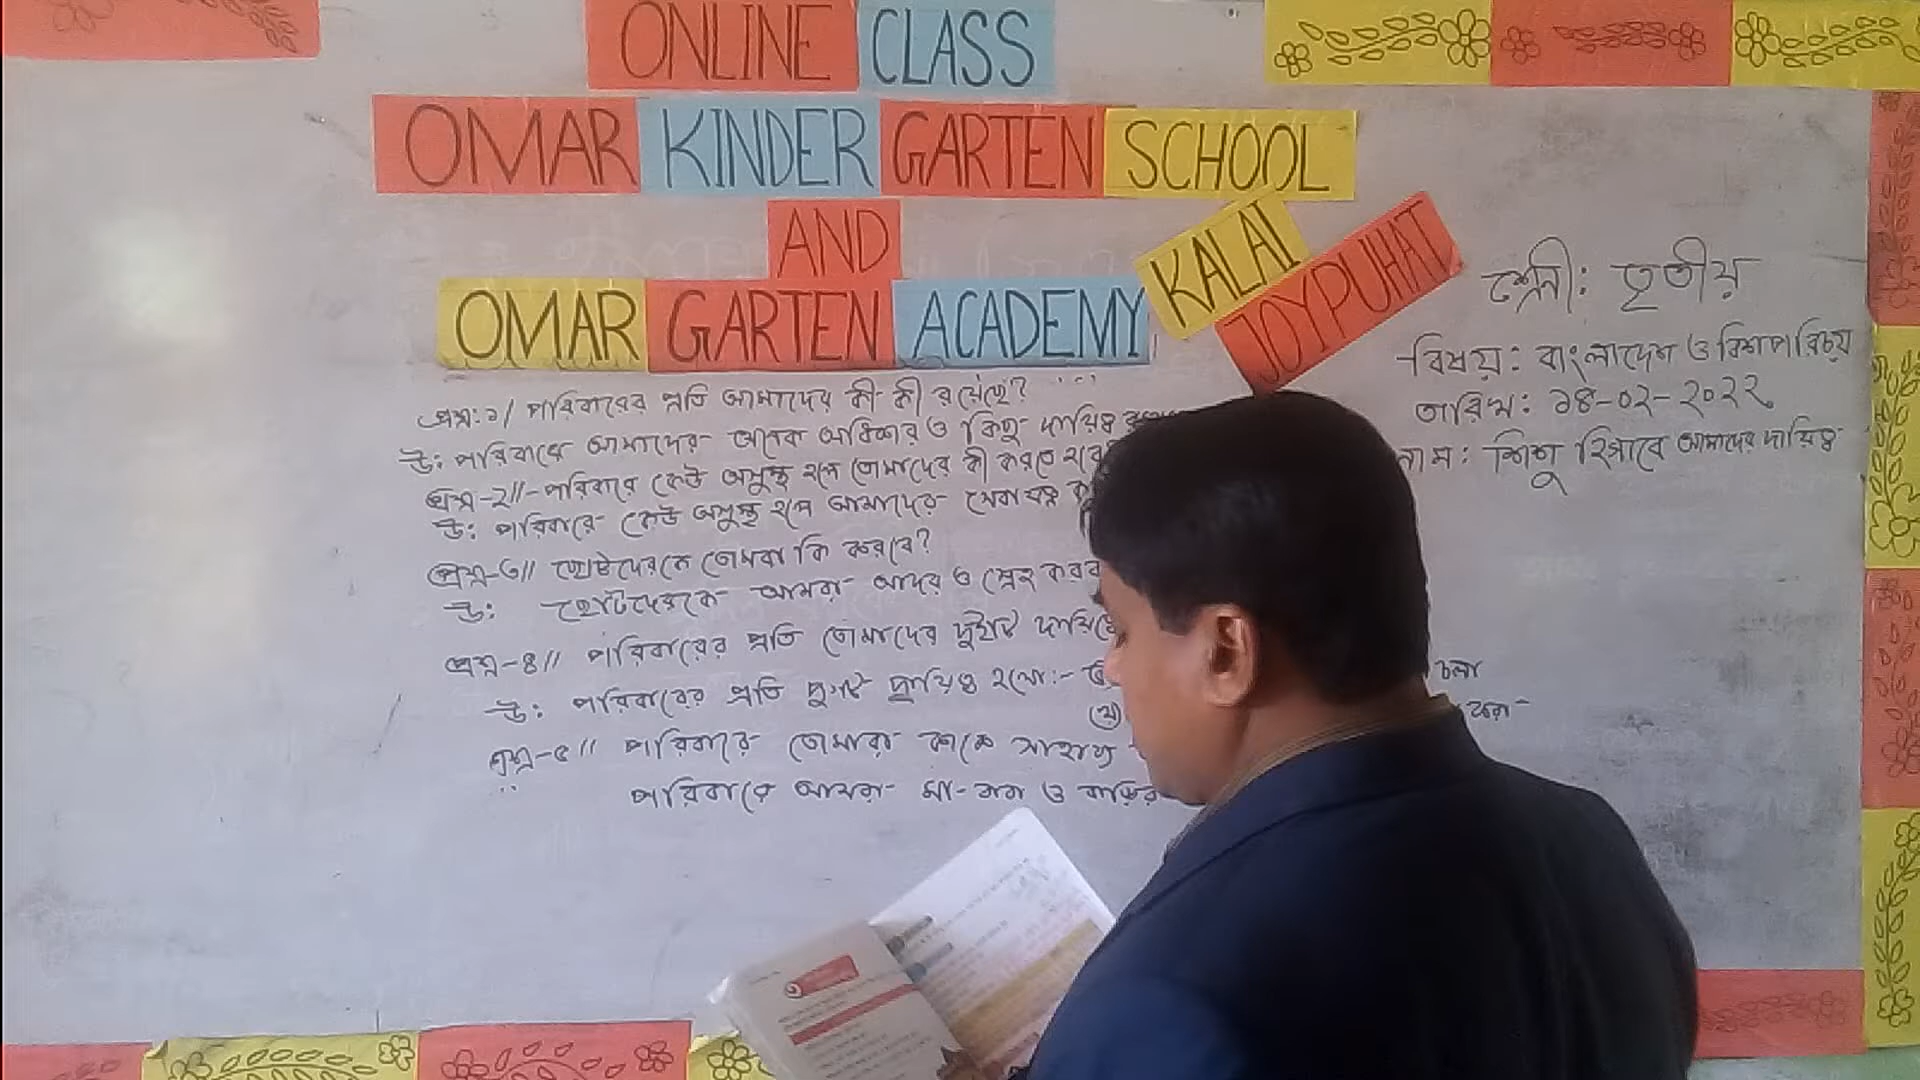 ONLINE CLASS
OMAR KINDER GARTEN SCHOOL
AND
OMAR GARTEN ACADEMY
KALAI
JOYPUHAT
শ্রেনী: তৃতীয়
বিষয়: বাংলাদেশ ও বিশ্বপরিচয়
তারিখ: ১৪-০২-২০২২
নাম: শিশু হিসাবে আমাদের দায়িত্ব
প্রশ্ন:১/ পরিবারের প্রতি আমাদের কী কী রয়েছে?
উ: পরিবারে আমাদের অনেক অধিকার ও কিছু দায়িত্ব
প্রশ্ন-২// পরিবারে কেউ অসুস্থ হলে তোমাদের কী করতে হবে
উ: পরিবারে কেউ অসুস্থ হলে আমাদের সেবা যত্ন
প্রশ্ন-৩// ছোটদেরকে তোমরা কি করবে?
উ: ছোটদেরকে আমরা আদর ও স্নেহ করব
প্রশ্ন-৪// পরিবারের প্রতি তোমাদের দুইটি
উ: পরিবারের প্রতি দুইটি দায়িত্ব হলো:- চলা
(খ) করা
প্রশ্ন-৫// পরিবারে তোমারা কাকে সাহায্য
পরিবারে আমরা মা-বাবা ও বাড়ির